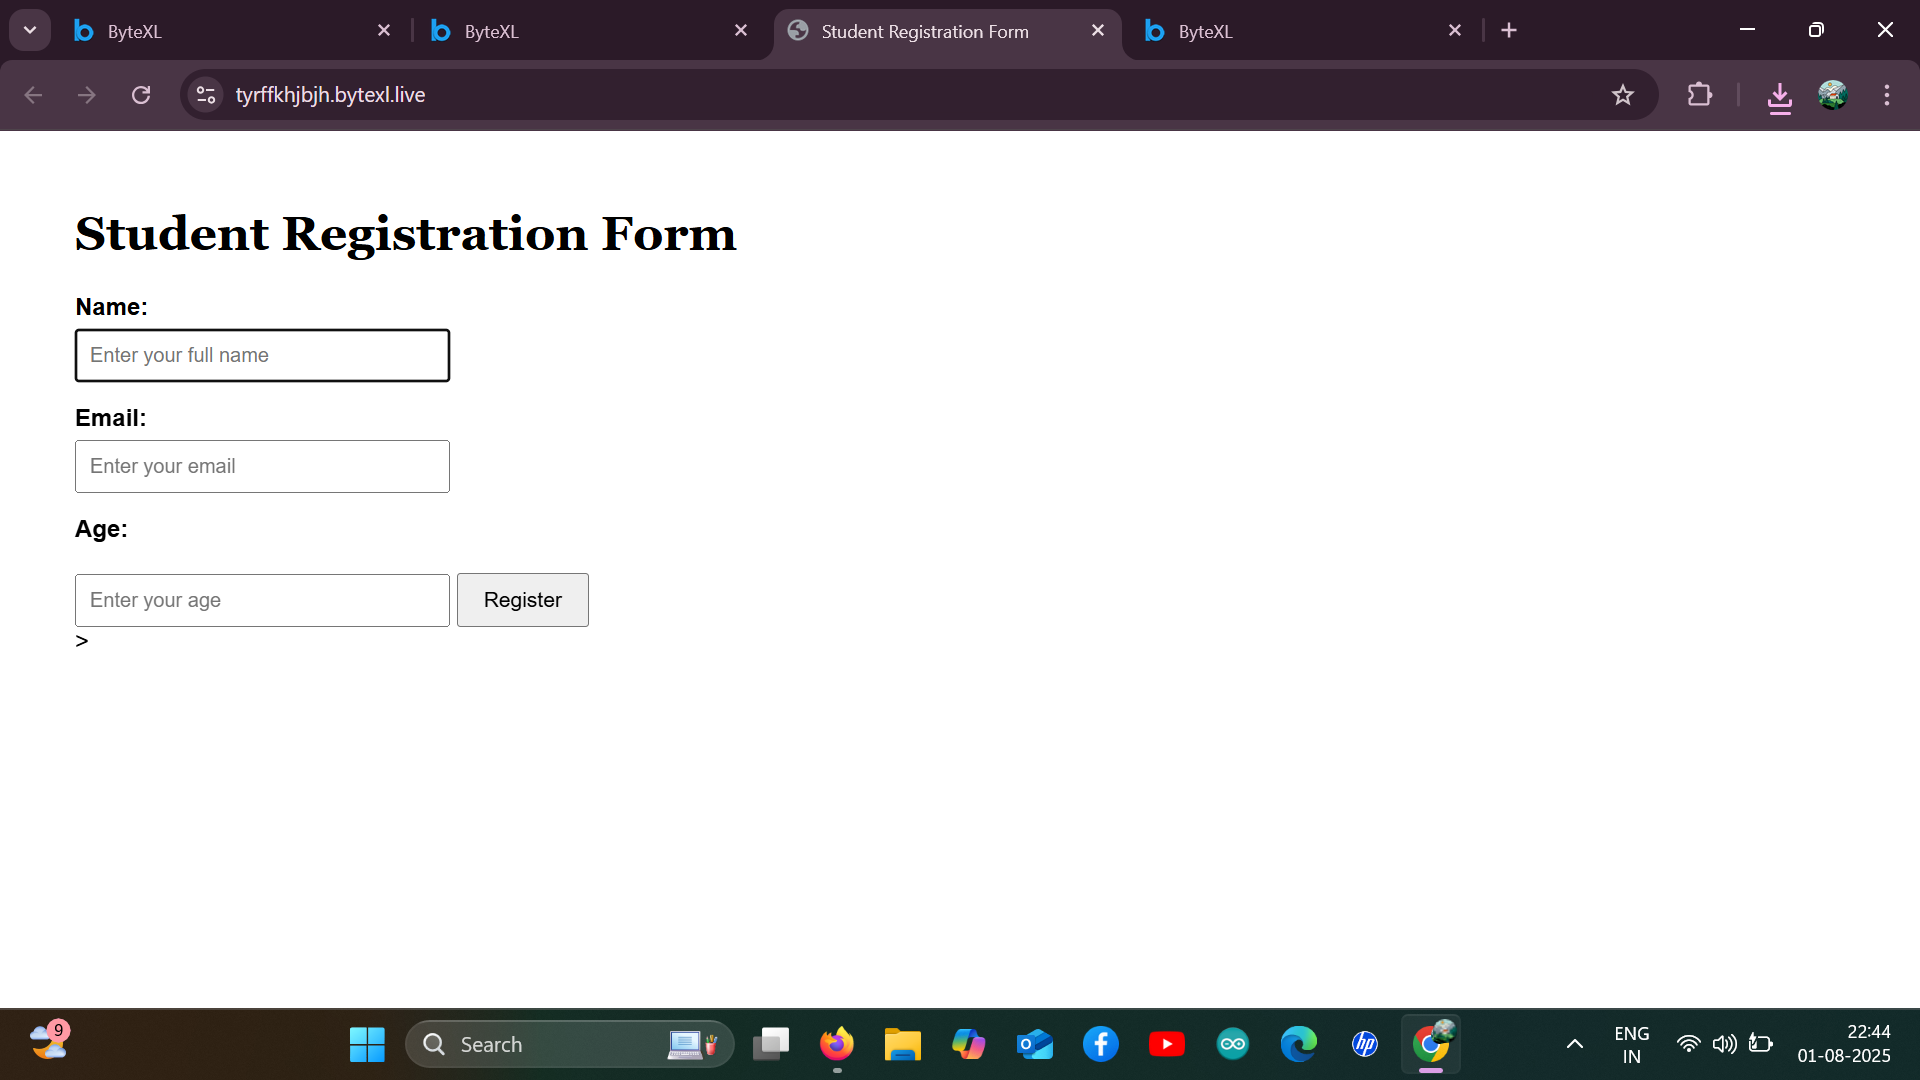 ByteXL
ByteXL
Student Registration Form
ByteXL
tyrffkhjbjh.bytexl.live
Student Registration Form
Name:
Enter your full name
Email:
Enter your email
Age:
Enter your age
Register
>
9
Search
hp
ENG
IN
22:44
01-08-2025